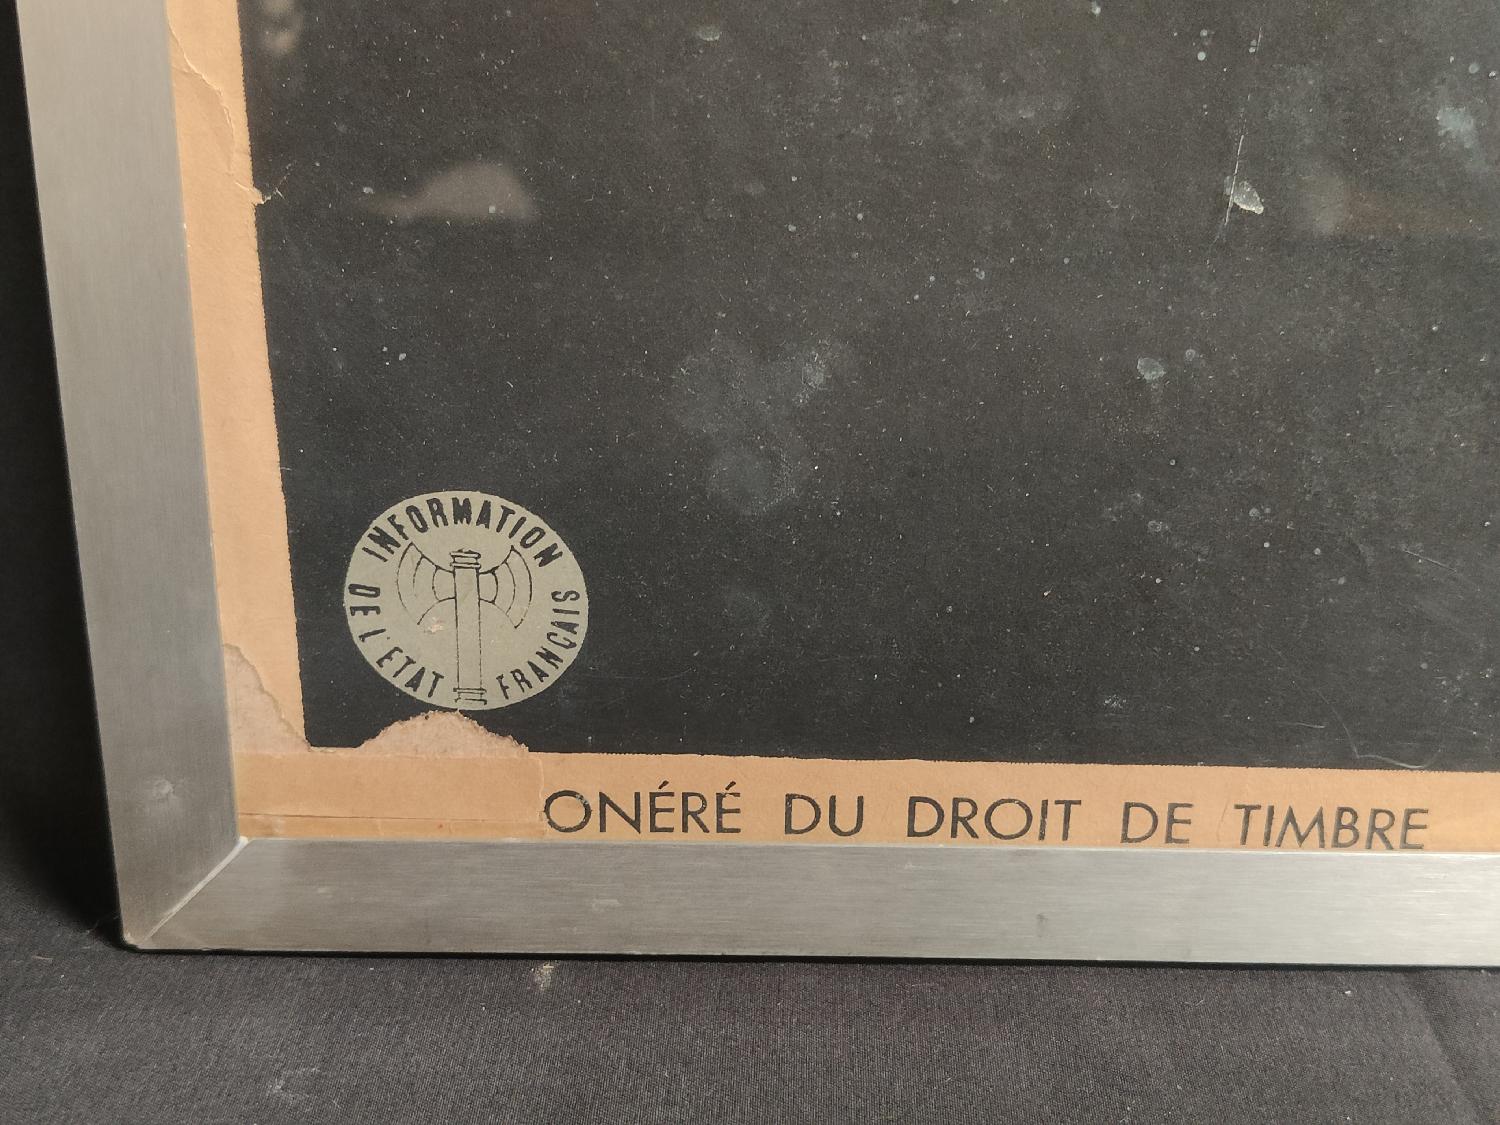 INFORMATION
DE L'ETAT FRANÇAIS
ONÉRÉ DU DROIT DE TIMBRE